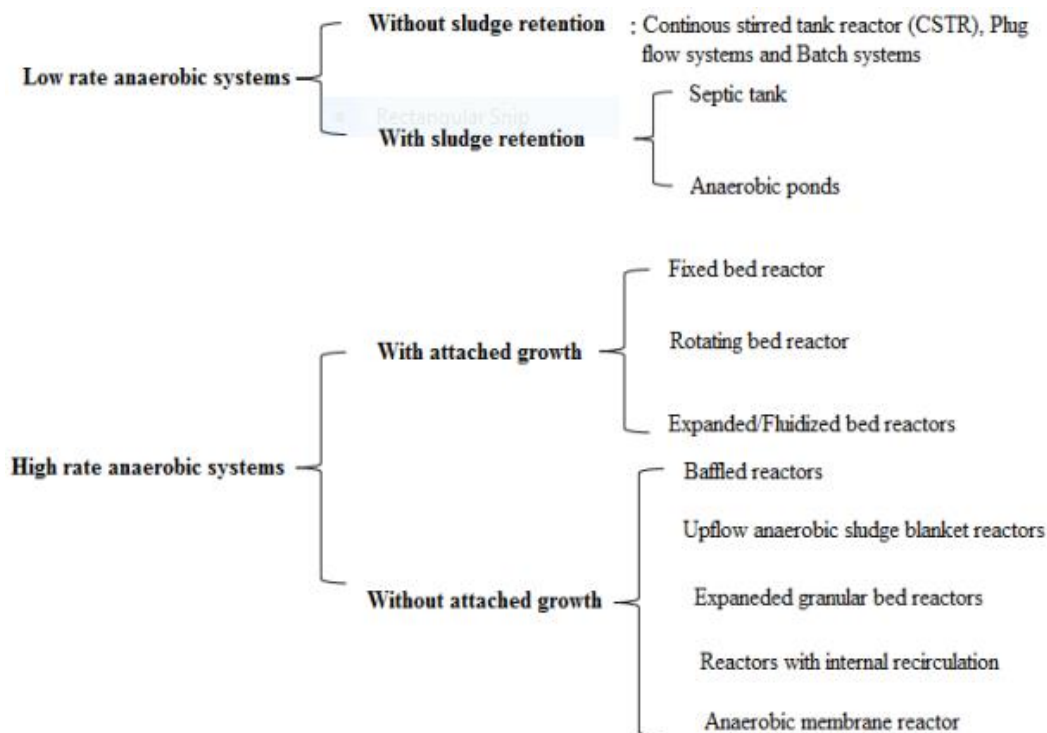 Without sludge retention
: Continous stirred tank reactor (CSTR), Plug
flow systems and Batch systems
Low rate anaerobic systems
Septic tank
Rectangular Snip
With sludge retention
Anaerobic ponds
Fixed bed reactor
With attached growth
Rotating bed reactor
Expanded/Fluidized bed reactors
High rate anaerobic systems
Baffled reactors
Upflow anaerobic sludge blanket reactors
Without attached growth
Expaneded granular bed reactors
Reactors with internal recirculation
Anaerobic membrane reactor